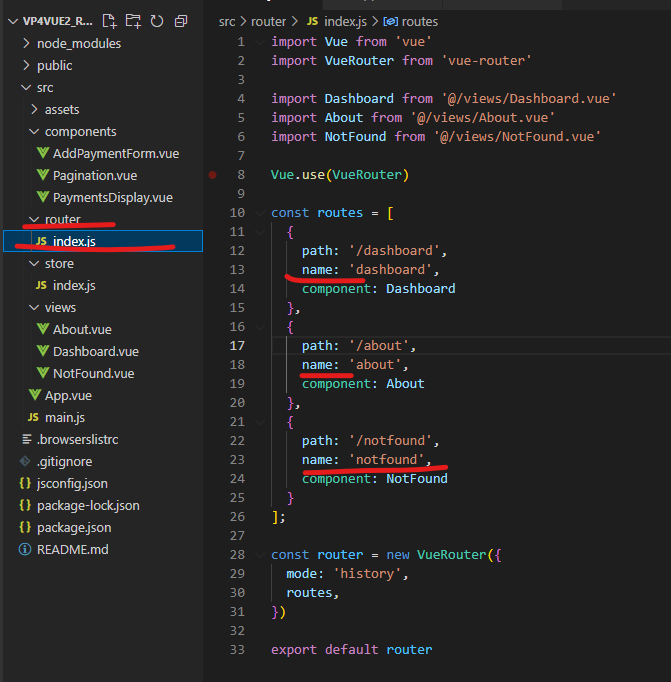 VP4VUE2_R...
node_modules
public
src
assets
components
AddPaymentForm.vue
Pagination.vue
PaymentsDisplay.vue
router
JS index.js
store
JS index.js
views
About.vue
Dashboard.vue
NotFound.vue
App.vue
JS main.js
.browserslistrc
.gitignore
{} jsconfig.json
{} package-lock.json
{} package.json
README.md
src > router > JS index.js > routes
1 import Vue from 'vue'
2 import VueRouter from 'vue-router'
3
4 import Dashboard from '@/views/Dashboard.vue'
5 import About from '@/views/About.vue'
6 import NotFound from '@/views/NotFound.vue'
7
8 Vue.use(VueRouter)
9
10 const routes = [
11 {
12 path: '/dashboard',
13 name: 'dashboard',
14 component: Dashboard
15 },
16 {
17 path: '/about',
18 name: 'about',
19 component: About
20 },
21 {
22 path: '/notfound',
23 name: 'notfound',
24 component: NotFound
25 }
26 ];
27
28 const router = new VueRouter({
29 mode: 'history',
30 routes,
31 })
32
33 export default router